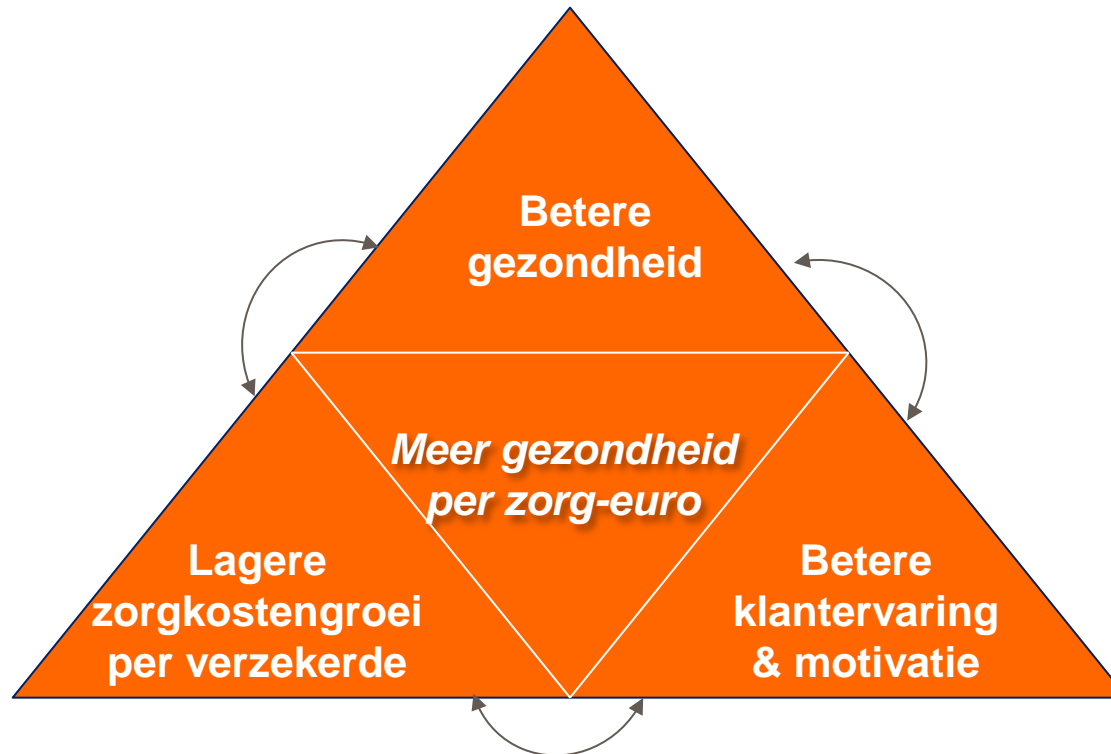 Betere
gezondheid
Meer gezondheid
per zorg-euro
Lagere
zorgkostengroei
per verzekerde
Betere
klantervaring
& motivatie